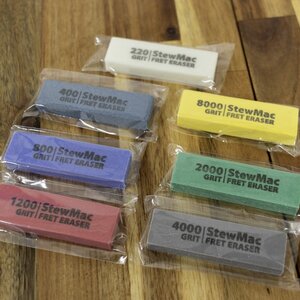 220 | StewMac
GRIT | FRET ERASER
400 | StewMac
GRIT | FRET ERASER
8000 | StewMac
GRIT | FRET ERASER
800 | StewMac
GRIT | FRET ERASER
2000 | StewMac
GRIT | FRET ERASER
1200 | StewMac
GRIT | FRET ERASER
4000 | StewMac
GRIT | FRET ERASER